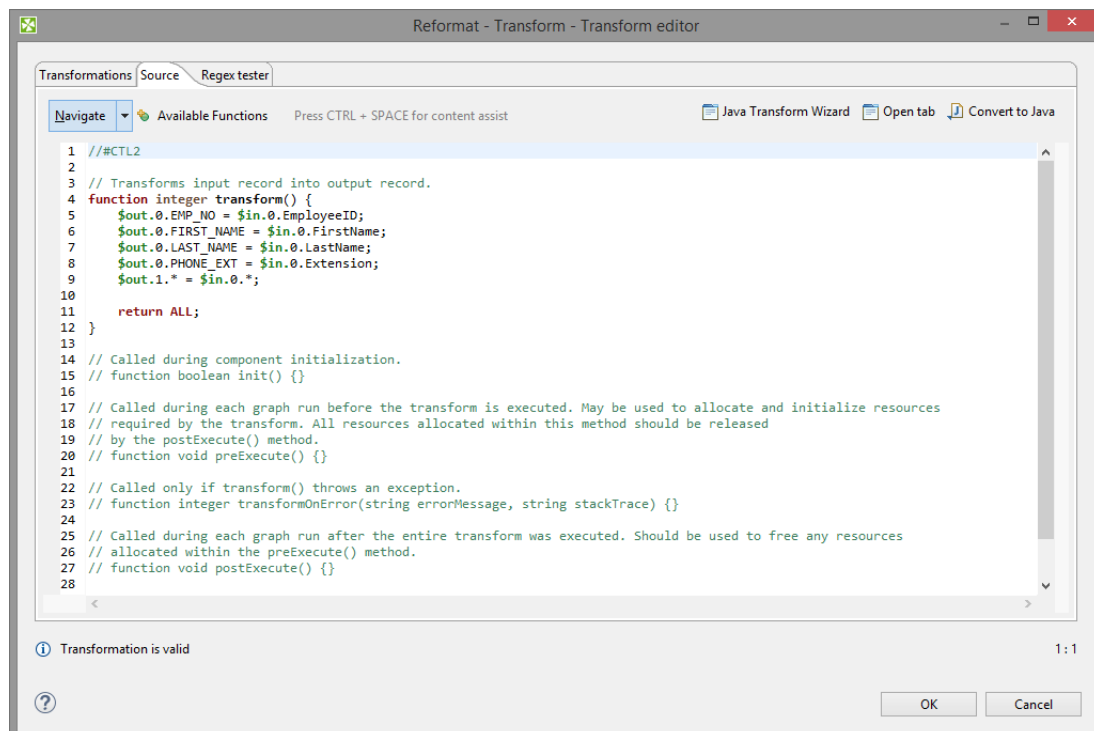 Reformat - Transform - Transform editor
Transformations Source Regex tester
Navigate Available Functions Press CTRL + SPACE for content assist Java Transform Wizard Open tab Convert to Java
1 //#CTL2
2
3 // Transforms input record into output record.
4 function integer transform() {
5 $out.0.EMP_NO = $in.0.EmployeeID;
6 $out.0.FIRST_NAME = $in.0.FirstName;
7 $out.0.LAST_NAME = $in.0.LastName;
8 $out.0.PHONE_EXT = $in.0.Extension;
9 $out.1.* = $in.0.*;
10
11 return ALL;
12 }
13
14 // Called during component initialization.
15 // function boolean init() {}
16
17 // Called during each graph run before the transform is executed. May be used to allocate and initialize resources
18 // required by the transform. All resources allocated within this method should be released
19 // by the postExecute() method.
20 // function void preExecute() {}
21
22 // Called only if transform() throws an exception.
23 // function integer transformOnError(string errorMessage, string stackTrace) {}
24
25 // Called during each graph run after the entire transform was executed. Should be used to free any resources
26 // allocated within the preExecute() method.
27 // function void postExecute() {}
28
Transformation is valid 1 : 1
OK Cancel